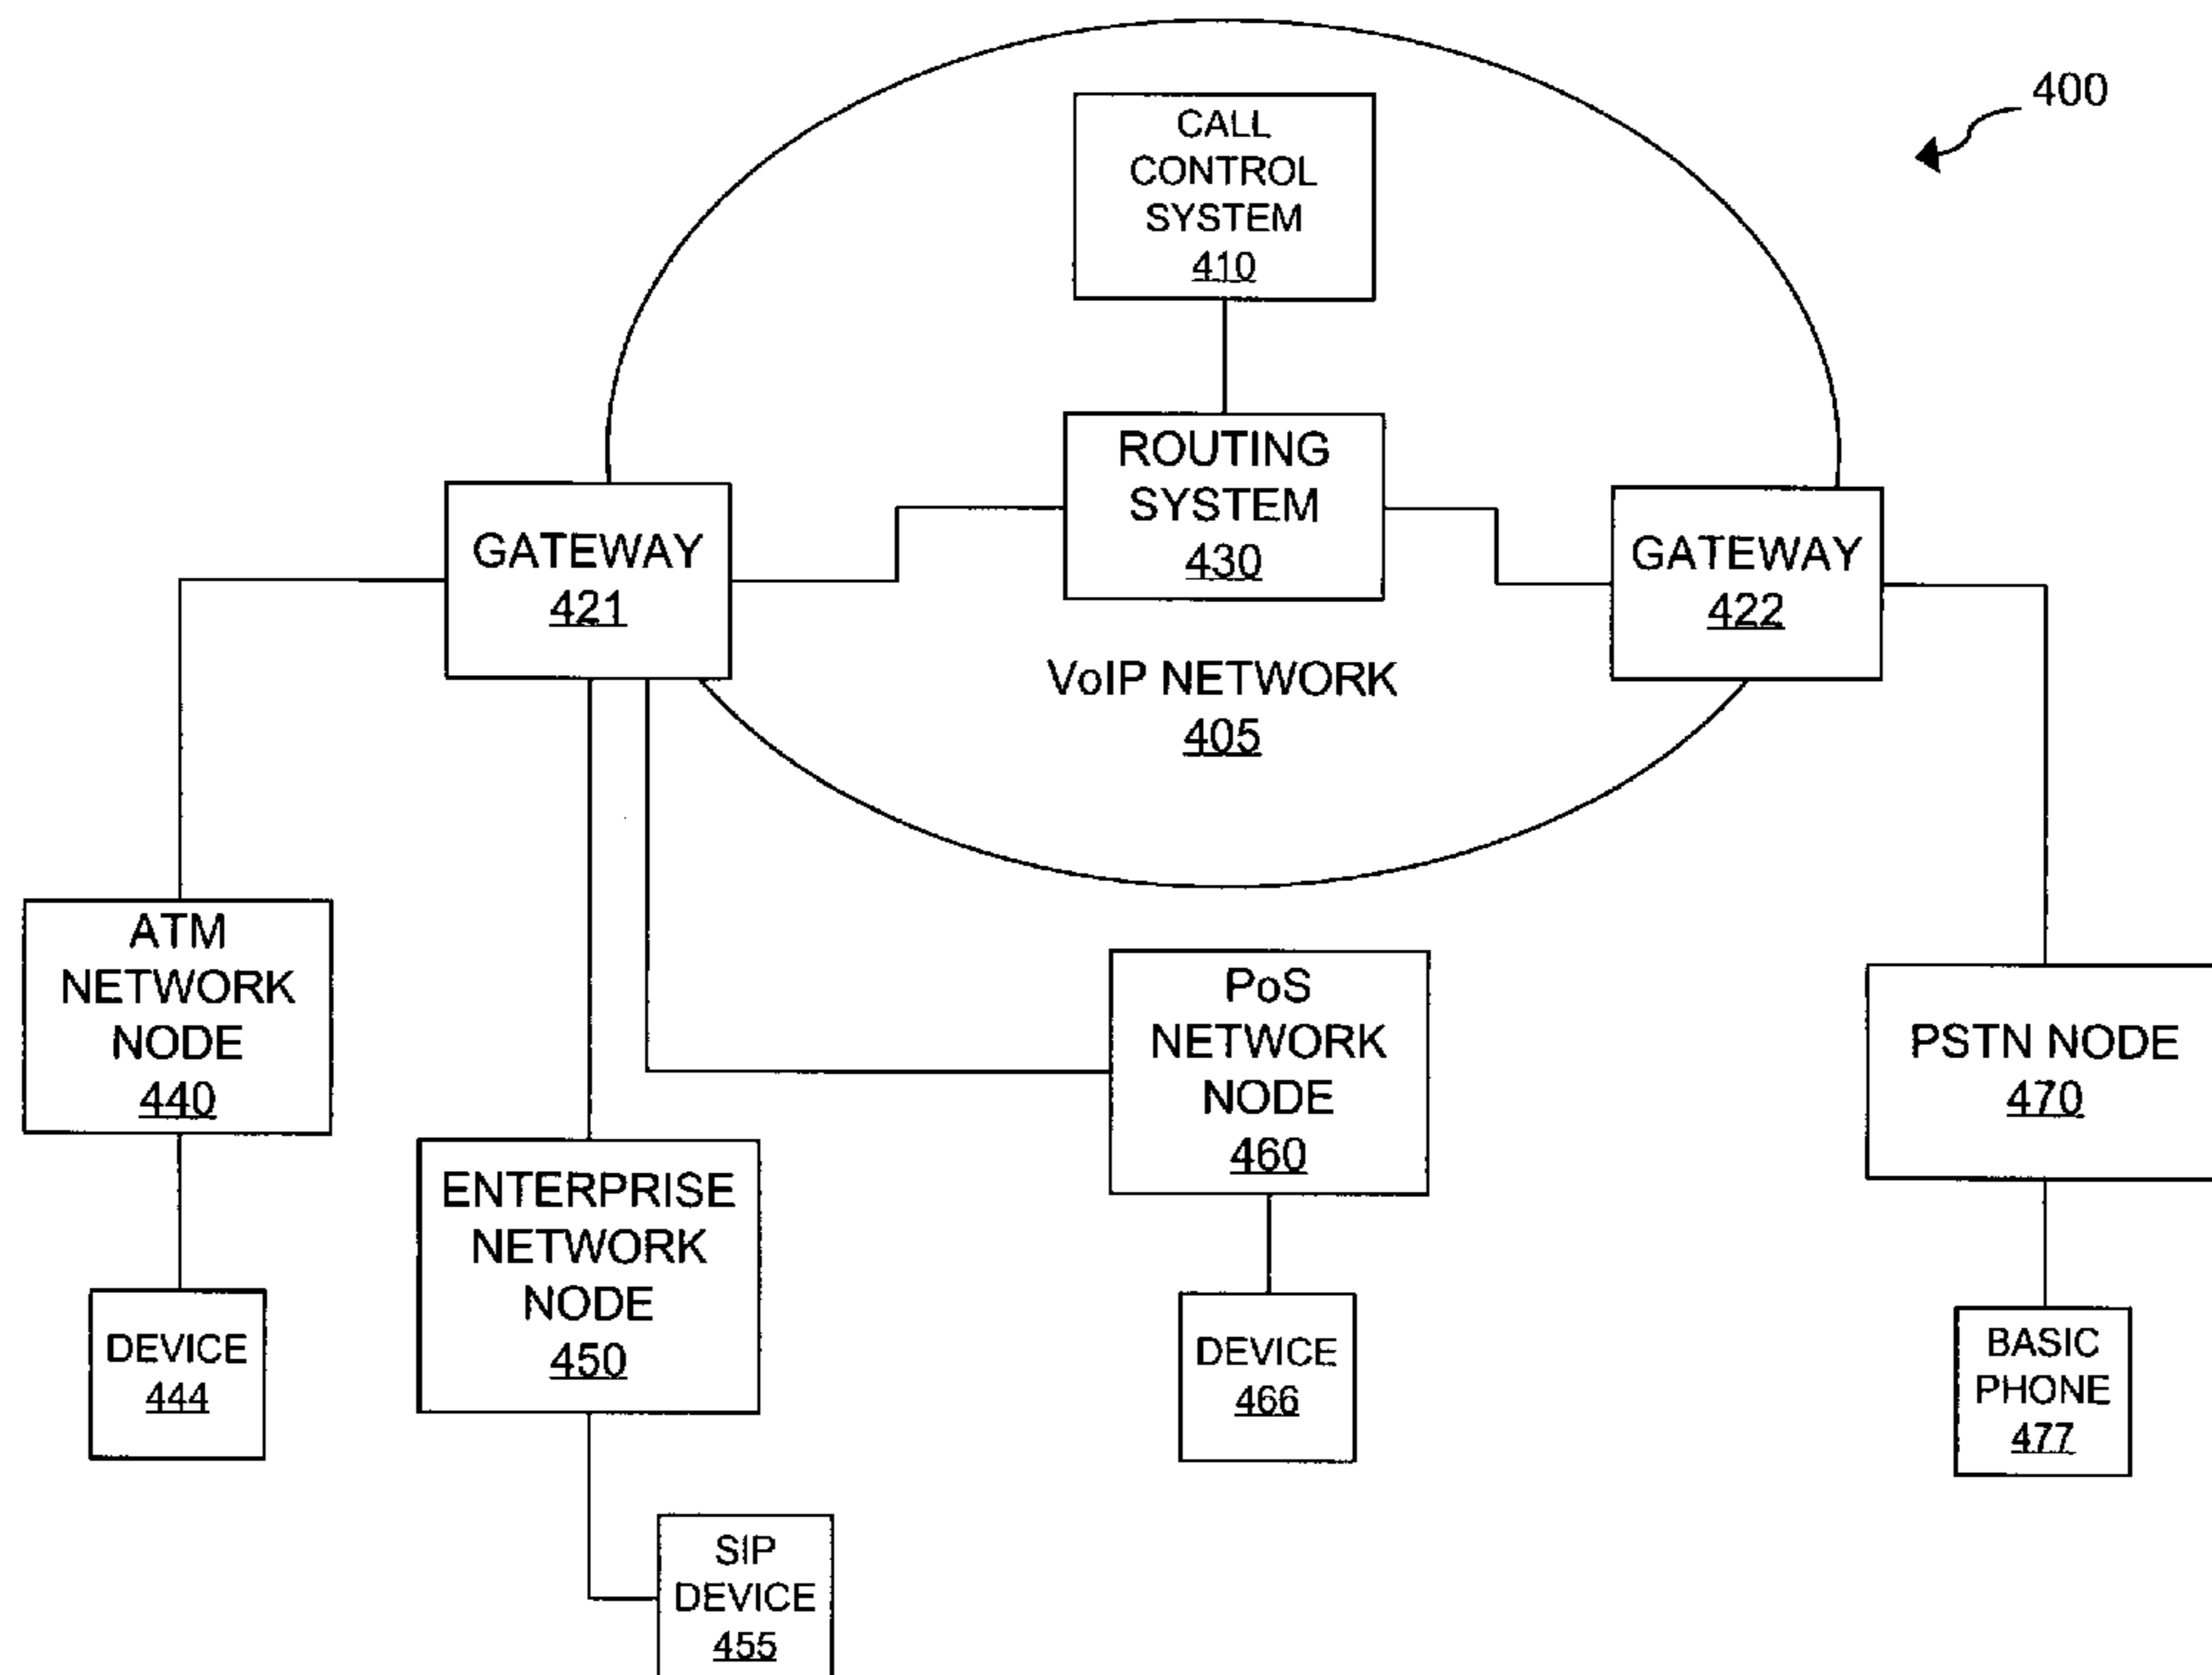 400
CALL
CONTROL
SYSTEM
410
ROUTING
SYSTEM
430
GATEWAY
421
GATEWAY
422
VoIP NETWORK
405
ATM
NETWORK
NODE
440
PoS
NETWORK
NODE
460
PSTN NODE
470
ENTERPRISE
NETWORK
NODE
450
DEVICE
444
DEVICE
466
BASIC
PHONE
477
SIP
DEVICE
455